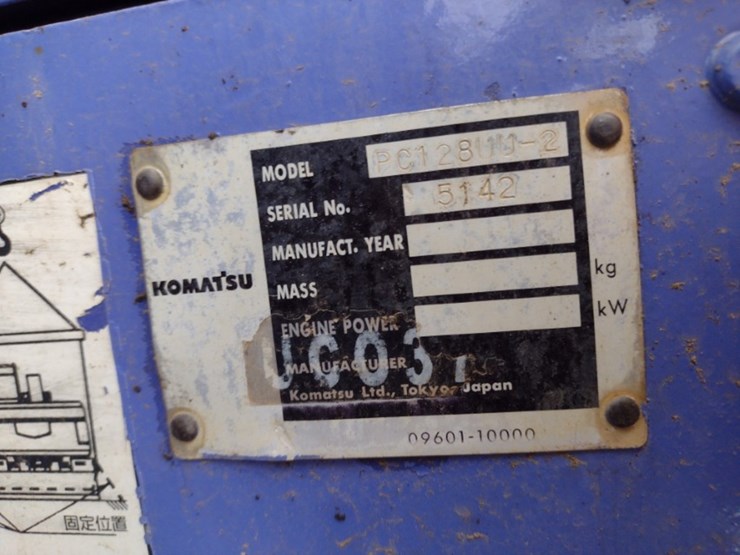 MODEL PC128UU-2
SERIAL No. 5142
MANUFACT. YEAR
MASS kg
KOMATSU
ENGINE POWER kW
MANUFACTURER
Komatsu Ltd., Tokyo, Japan
09601-10000
固定位置